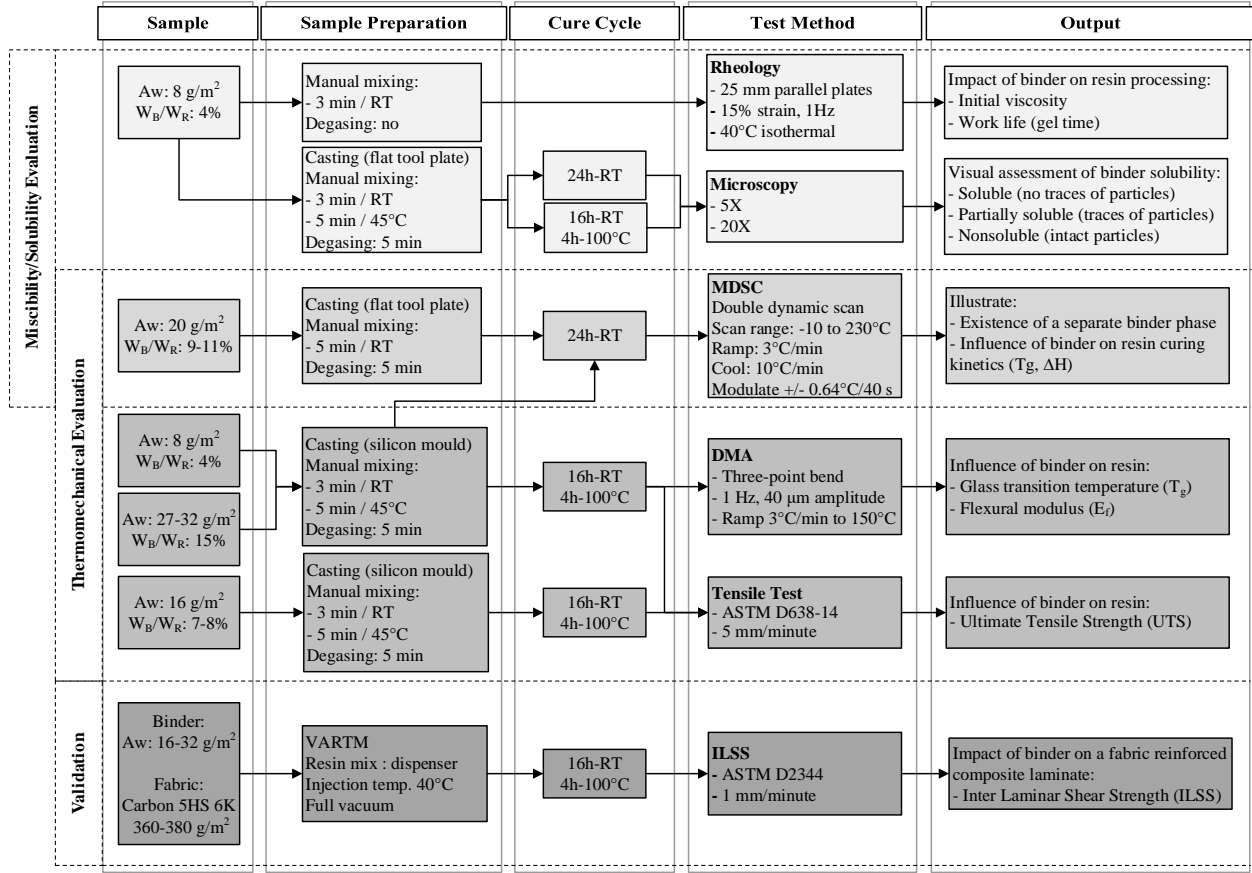 Sample
Sample Preparation
Cure Cycle
Test Method
Output
Miscibility/Solubility Evaluation
Aw: 8 g/m²
W_B/W_R: 4%
Manual mixing:
- 3 min / RT
Degasing: no
Rheology
- 25 mm parallel plates
- 15% strain, 1Hz
- 40°C isothermal
Impact of binder on resin processing:
- Initial viscosity
- Work life (gel time)
Casting (flat tool plate)
Manual mixing:
- 3 min / RT
- 5 min / 45°C
Degasing: 5 min
24h-RT
16h-RT
4h-100°C
Microscopy
- 5X
- 20X
Visual assessment of binder solubility:
- Soluble (no traces of particles)
- Partially soluble (traces of particles)
- Nonsoluble (intact particles)
Thermomechanical Evaluation
Aw: 20 g/m²
W_B/W_R: 9-11%
Casting (flat tool plate)
Manual mixing:
- 5 min / RT
Degasing: 5 min
24h-RT
MDSC
Double dynamic scan
Scan range: -10 to 230°C
Ramp: 3°C/min
Cool: 10°C/min
Modulate +/- 0.64°C/40 s
Illustrate:
- Existence of a separate binder phase
- Influence of binder on resin curing
kinetics (Tg, ΔH)
Aw: 8 g/m²
W_B/W_R: 4%
Aw: 27-32 g/m²
W_B/W_R: 15%
Casting (silicon mould)
Manual mixing:
- 3 min / RT
- 5 min / 45°C
Degasing: 5 min
16h-RT
4h-100°C
DMA
- Three-point bend
- 1 Hz, 40 μm amplitude
- Ramp 3°C/min to 150°C
Influence of binder on resin:
- Glass transition temperature (T_g)
- Flexural modulus (E_f)
Aw: 16 g/m²
W_B/W_R: 7-8%
Casting (silicon mould)
Manual mixing:
- 3 min / RT
- 5 min / 45°C
Degasing: 5 min
16h-RT
4h-100°C
Tensile Test
- ASTM D638-14
- 5 mm/minute
Influence of binder on resin:
- Ultimate Tensile Strength (UTS)
Validation
Binder:
Aw: 16-32 g/m²
Fabric:
Carbon 5HS 6K
360-380 g/m²
VARTM
Resin mix : dispenser
Injection temp. 40°C
Full vacuum
16h-RT
4h-100°C
ILSS
- ASTM D2344
- 1 mm/minute
Impact of binder on a fabric reinforced
composite laminate:
- Inter Laminar Shear Strength (ILSS)